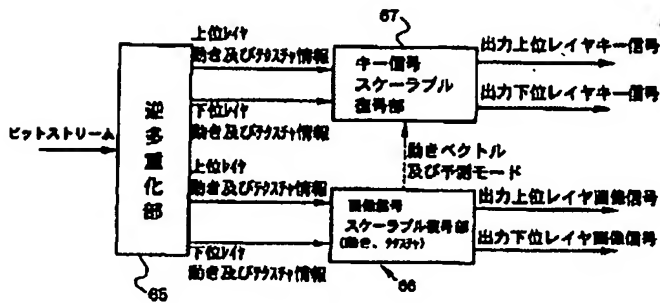 67
上位レイヤ
動き及びテクスチャ情報
キー信号
スケーラブル
復号部
出力上位レイヤキー信号
下位レイヤ
動き及びテクスチャ情報
出力下位レイヤキー信号
ビットストリーム
逆多重化部
動きベクトル
及び予測モード
上位レイヤ
動き及びテクスチャ情報
画像信号
スケーラブル復号部
(動き、テクスチャ)
出力上位レイヤ画像信号
出力下位レイヤ画像信号
下位レイヤ
動き及びテクスチャ情報
65
66